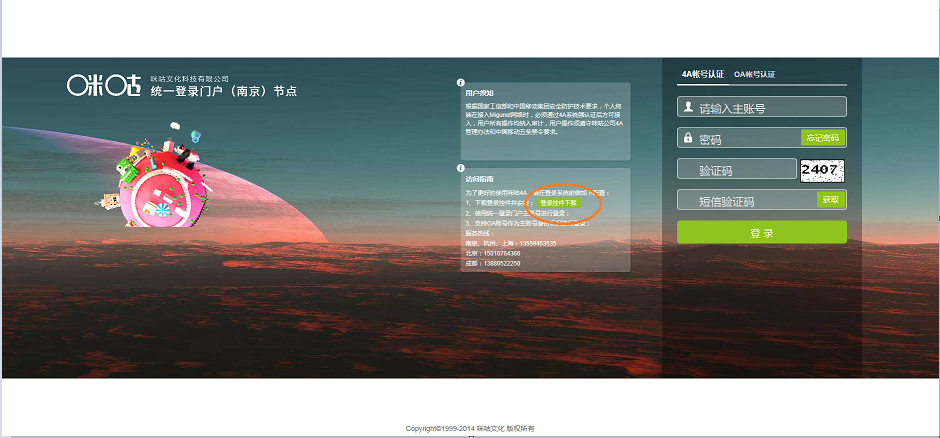 咪咕
咪咕文化科技有限公司
统一登录门户（南京）节点
用户须知
根据国家工信部和中国移动集团安全防护技术要求，个人终
端在接入Migunet网络时，必须通过4A系统强认证后方可接
入，用户所有操作均纳入审计，用户操作须遵守咪咕公司4A
管理办法和中国移动五条禁令要求。
访问指南
为了更好的使用咪咕4A，请在登录系统前做如下配置：
1、下载登录控件并安装： 登录控件下载
2、使用统一登录门户主账号进行登录；
3、支持OA账号作为主账号
服务热线：
南京、杭州、上海：13559453535
北京：15010764366
成都：13880522250
4A帐号认证 OA帐号认证
请输入主账号
密码 忘记密码
验证码 2407
短信验证码 获取
登 录
Copyright©1999-2014 咪咕文化 版权所有